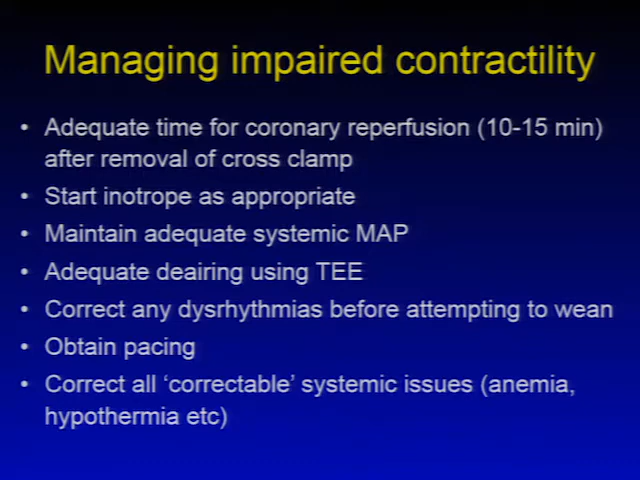 Managing impaired contractility
• Adequate time for coronary reperfusion (10-15 min)
after removal of cross clamp
• Start inotrope as appropriate
• Maintain adequate systemic MAP
• Adequate deairing using TEE
• Correct any dysrhythmias before attempting to wean
• Obtain pacing
• Correct all ‘correctable’ systemic issues (anemia,
hypothermia etc)